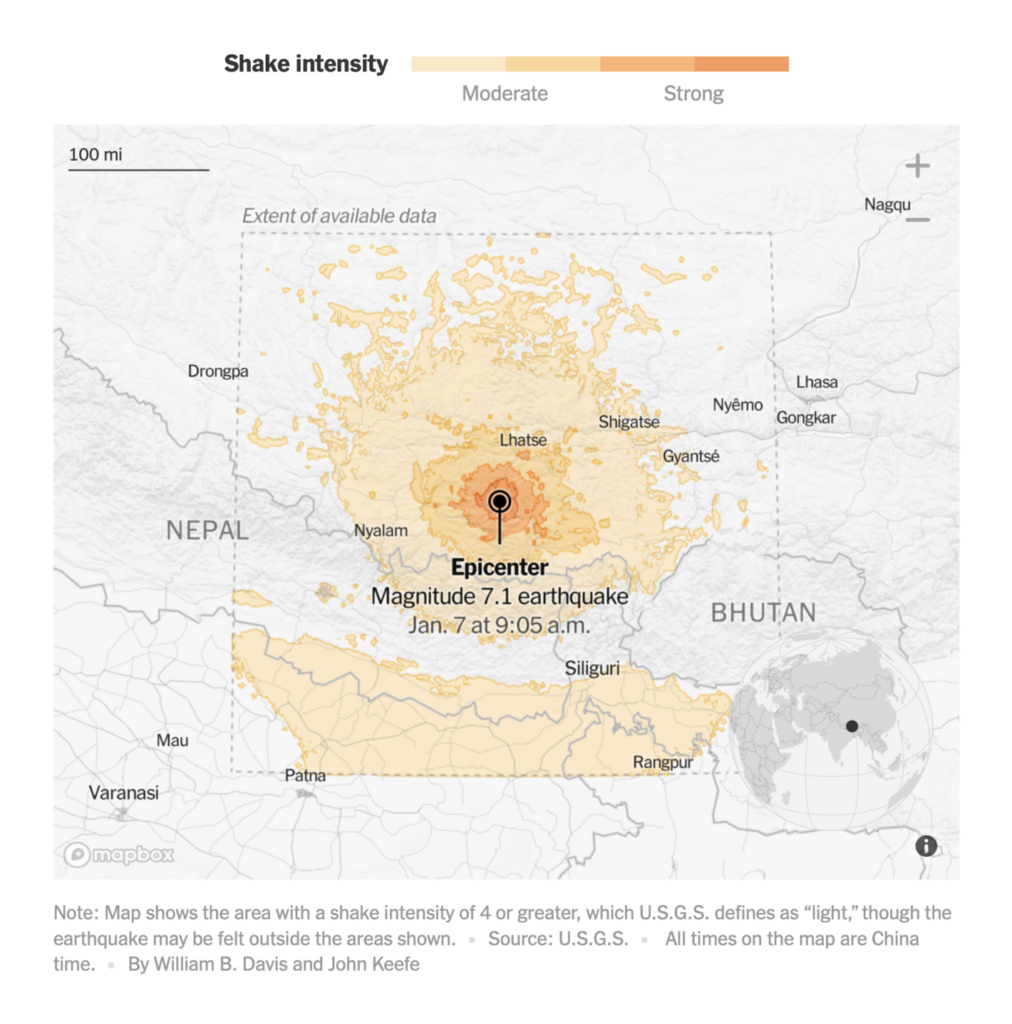 Shake intensity
Moderate
Strong
100 mi
+
Extent of available data
Nagqu
−
Drongpa
Lhasa
Nyêmo
Gongkar
Shigatse
Lhatse
Gyantsé
NEPAL
Nyalam
Epicenter
Magnitude 7.1 earthquake
Jan. 7 at 9:05 a.m.
BHUTAN
Siliguri
Mau
Rangpur
Patna
Varanasi
mapbox
i
Note: Map shows the area with a shake intensity of 4 or greater, which U.S.G.S. defines as “light,” though the
earthquake may be felt outside the areas shown. • Source: U.S.G.S. • All times on the map are China
time. • By William B. Davis and John Keefe